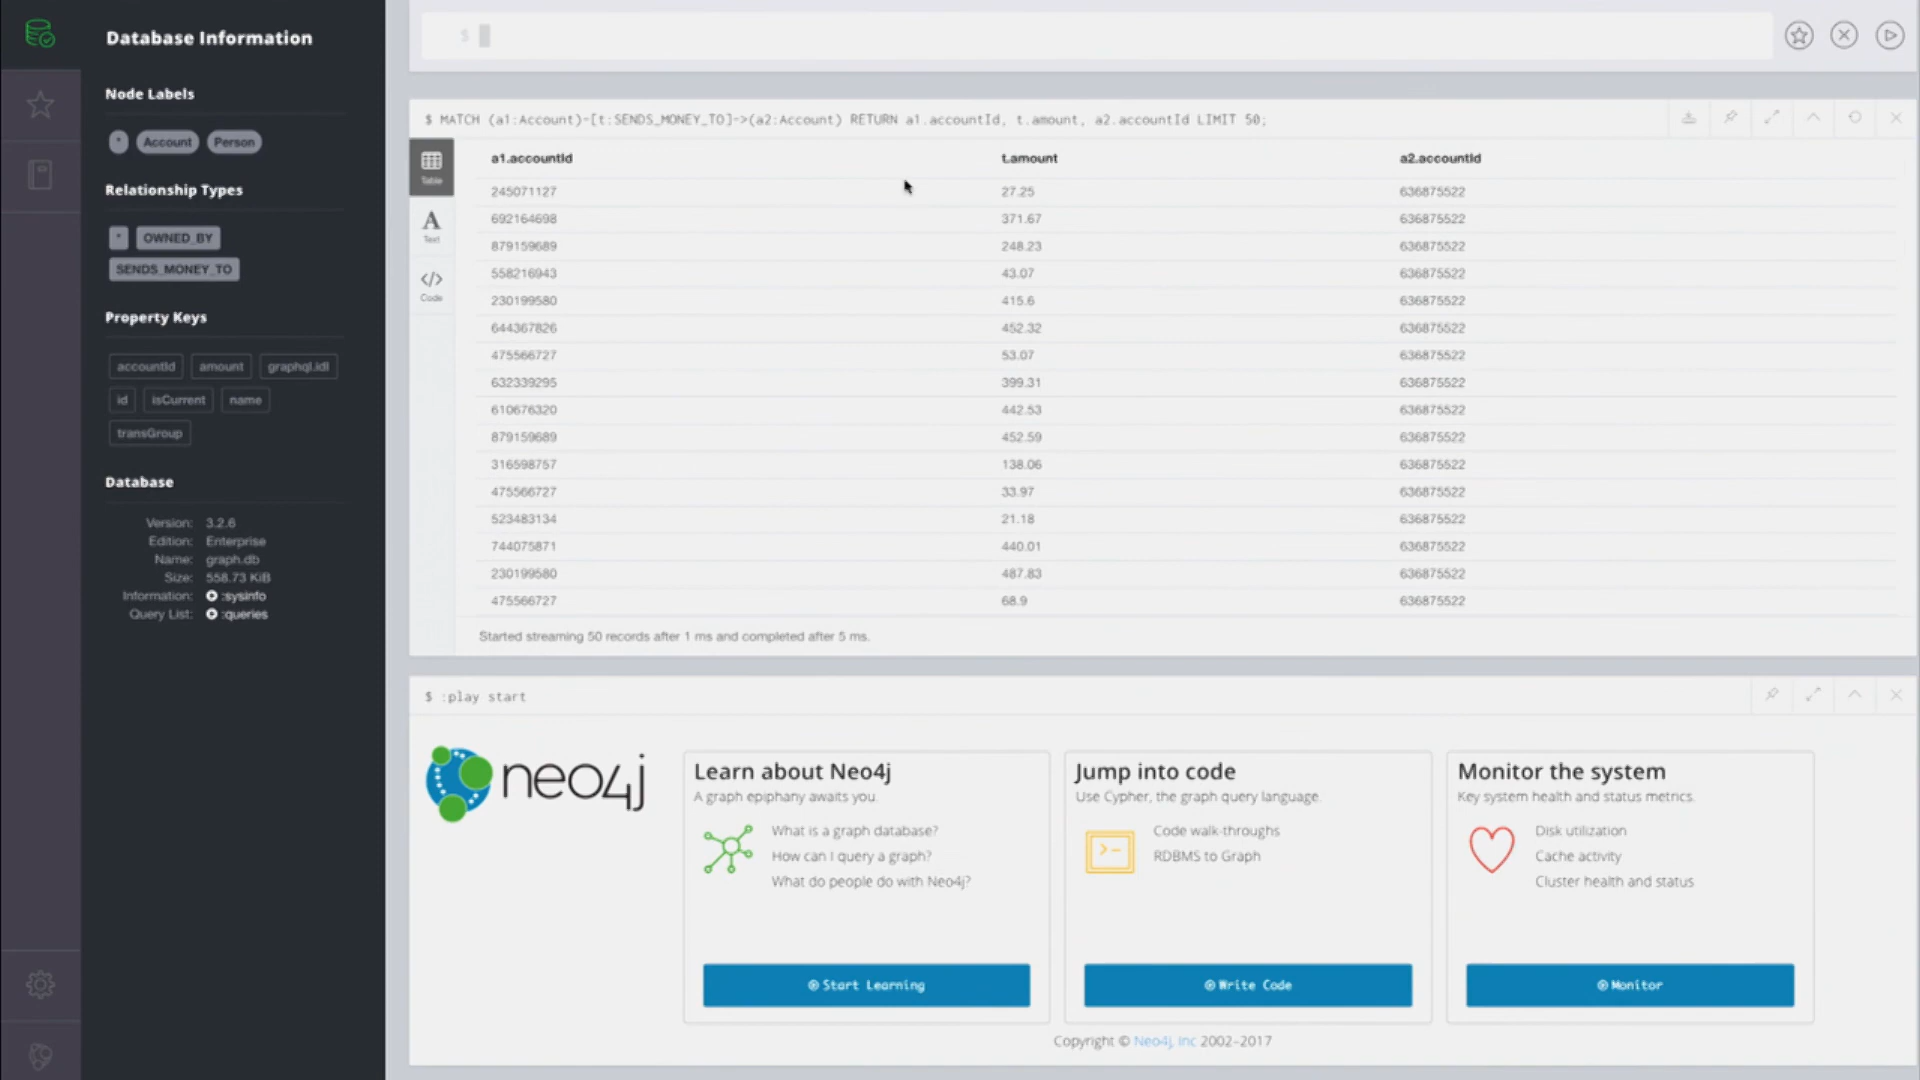 Database Information
Node Labels
* Account Person
Relationship Types
* OWNED_BY
SENDS_MONEY_TO
Property Keys
accountId amount graphql.idl
id isCurrent name
transGroup
Database
Version: 3.2.6
Edition: Enterprise
Name: graph.db
Size: 558.73 KiB
Information: :sysinfo
Query List: :queries
$
$ MATCH (a1:Account)-[t:SENDS_MONEY_TO]->(a2:Account) RETURN a1.accountId, t.amount, a2.accountId LIMIT 50;
Table
Text
Code
a1.accountId t.amount a2.accountId
245071127 27.25 636875522
692164698 371.67 636875522
879159689 248.23 636875522
558216943 43.07 636875522
230199580 415.6 636875522
644367826 452.32 636875522
475566727 53.07 636875522
632339295 399.31 636875522
610676320 442.53 636875522
879159689 452.59 636875522
316598757 138.06 636875522
475566727 33.97 636875522
523483134 21.18 636875522
744075871 440.01 636875522
230199580 487.83 636875522
475566727 68.9 636875522
Started streaming 50 records after 1 ms and completed after 5 ms.
$ :play start
neo4j
Learn about Neo4j
A graph epiphany awaits you.
What is a graph database?
How can I query a graph?
What do people do with Neo4j?
Start Learning
Jump into code
Use Cypher, the graph query language.
Code walk-throughs
RDBMS to Graph
Write Code
Monitor the system
Key system health and status metrics.
Disk utilization
Cache activity
Cluster health and status
Monitor
Copyright © Neo4j, Inc 2002-2017